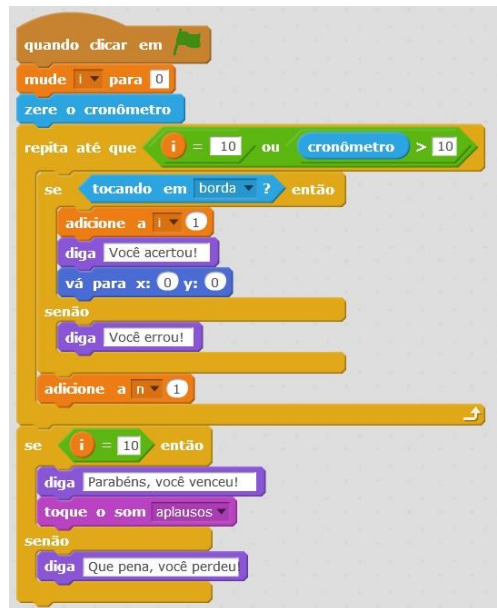 quando clicar em
mude i para 0
zere o cronômetro
repita até que i = 10 ou cronômetro > 10
se tocando em borda ? então
adicione a i 1
diga Você acertou!
vá para x: 0 y: 0
senão
diga Você errou!
adicione a n 1
se i = 10 então
diga Parabéns, você venceu!
toque o som aplausos
senão
diga Que pena, você perdeu!